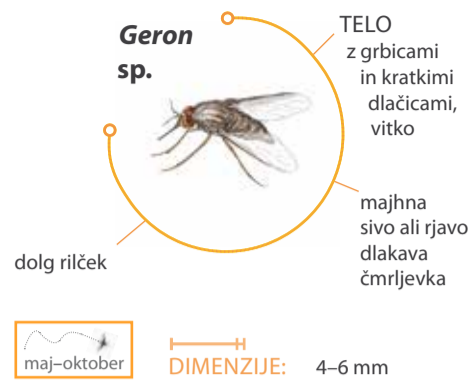 Geron
sp.
TELO
z grbicami
in kratkimi
dlačicami,
vitko
majhna
sivo ali rjavo
dlakava
čmrljevka
dolg rilček
maj–oktober
DIMENZIJE: 4–6 mm